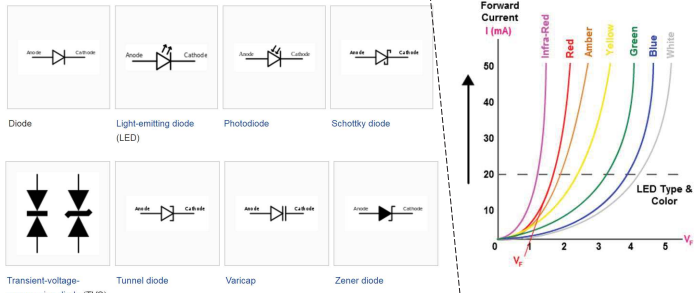 Anode Cathode
Anode Cathode
Anode Cathode
Anode Cathode
Diode
Light-emitting diode
(LED)
Photodiode
Schottky diode
Anode Cathode
Anode Cathode
Anode Cathode
Transient-voltage-
Tunnel diode
Varicap
Zener diode
Forward
Current
I (mA)
Infra-Red
Red
Amber
Yellow
Green
Blue
White
50
40
30
20
10
LED Type &
Color
0 1 2 3 4 5 VF
VF